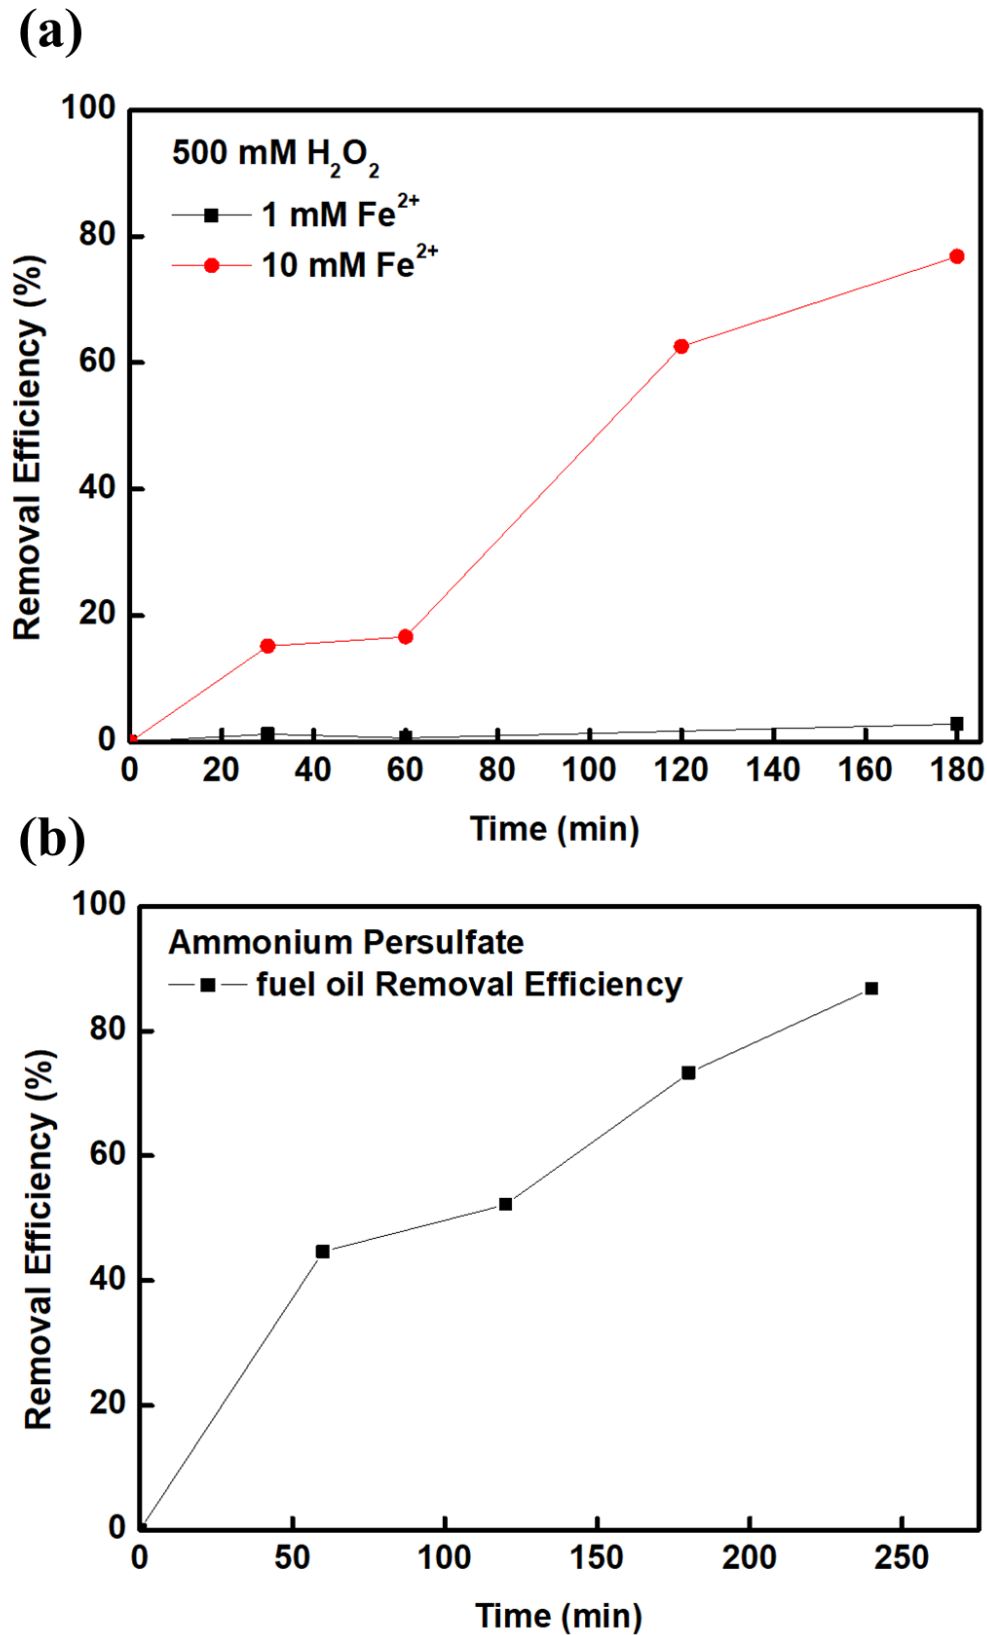 (a)
500 mM H₂O₂
1 mM Fe²⁺
10 mM Fe²⁺
Removal Efficiency (%)
100
80
60
40
20
0
0 20 40 60 80 100 120 140 160 180
Time (min)
(b)
Ammonium Persulfate
fuel oil Removal Efficiency
Removal Efficiency (%)
100
80
60
40
20
0
0 50 100 150 200 250
Time (min)